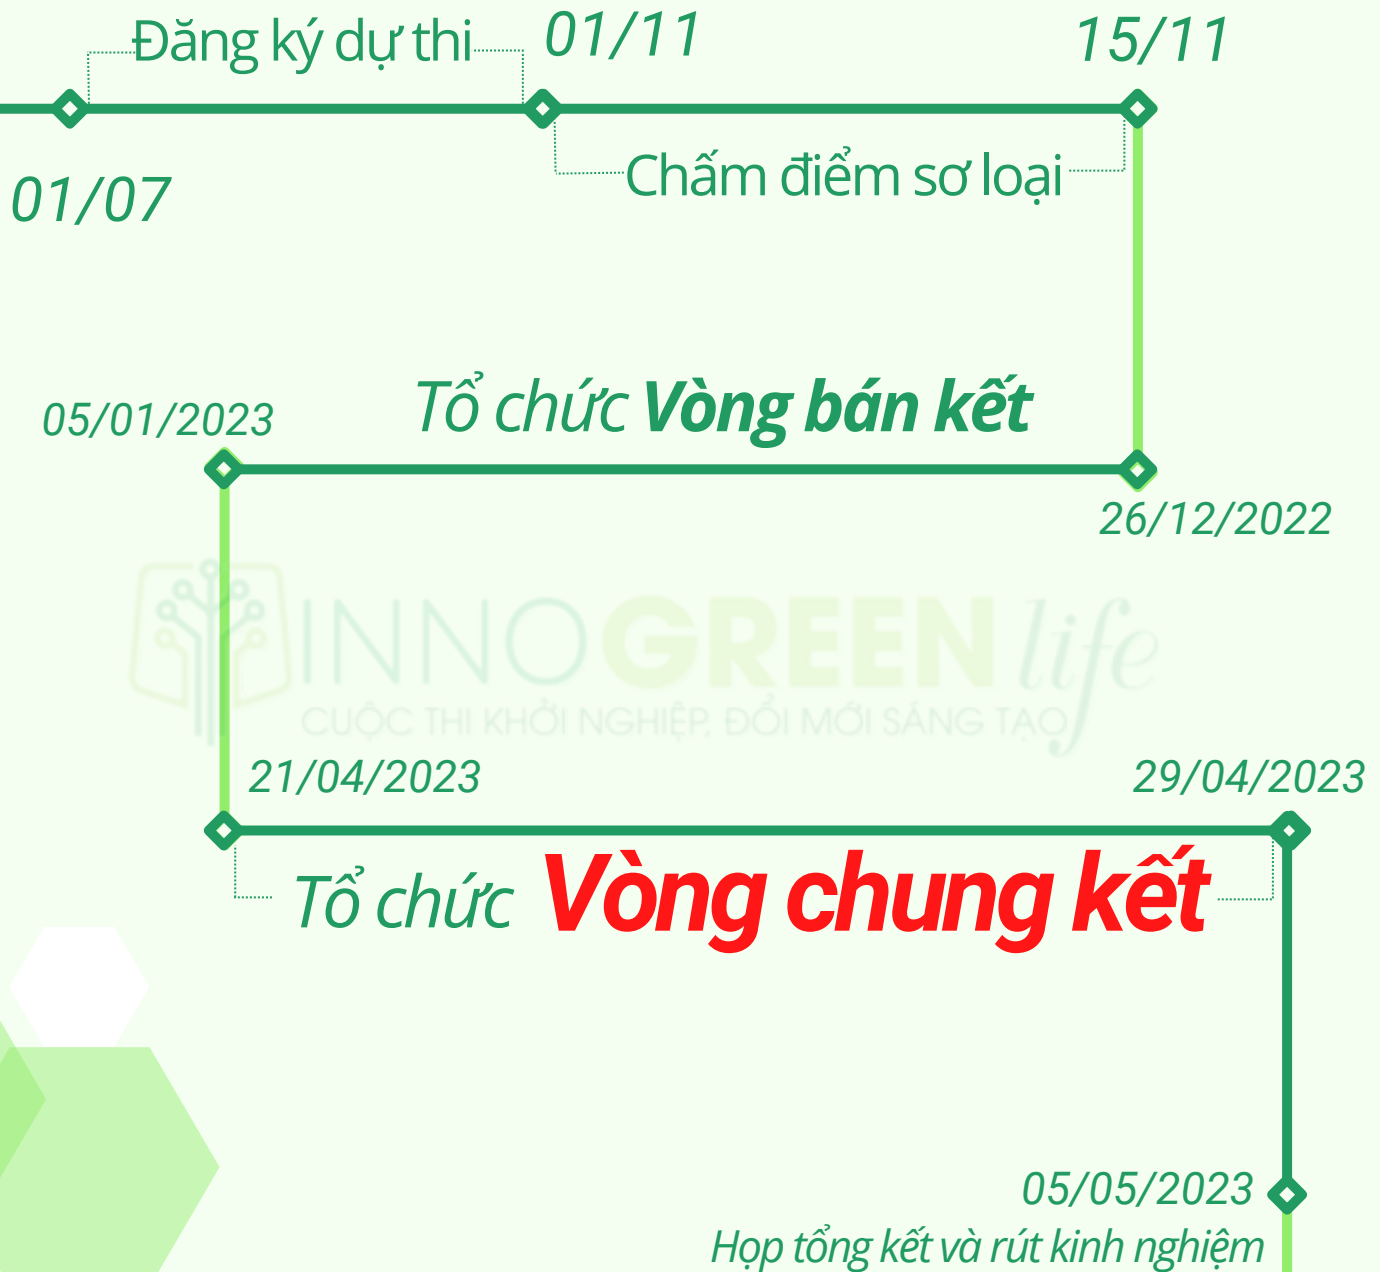 Đăng ký dự thi
01/11
15/11
01/07
Chấm điểm sơ loại
Tổ chức Vòng bán kết
05/01/2023
26/12/2022
INNOGREEN life
CUỘC THI KHỞI NGHIỆP, ĐỔI MỚI SÁNG TẠO
21/04/2023
29/04/2023
Tổ chức Vòng chung kết
05/05/2023
Họp tổng kết và rút kinh nghiệm